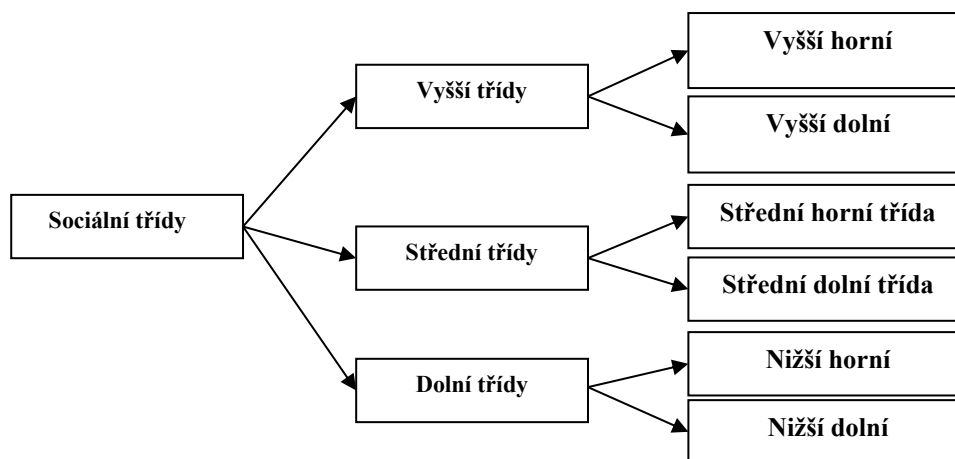 Sociální třídy
Vyšší třídy
Vyšší horní
Vyšší dolní
Střední třídy
Střední horní třída
Střední dolní třída
Dolní třídy
Nižší horní
Nižší dolní